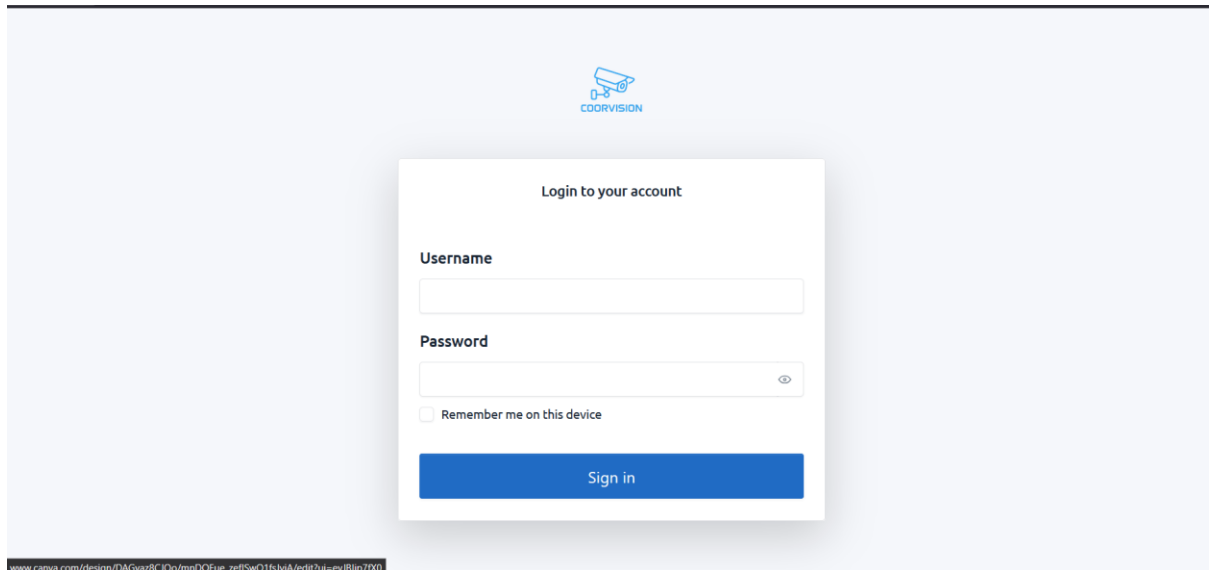 COORVISION
Login to your account
Username
Password
Remember me on this device
Sign in